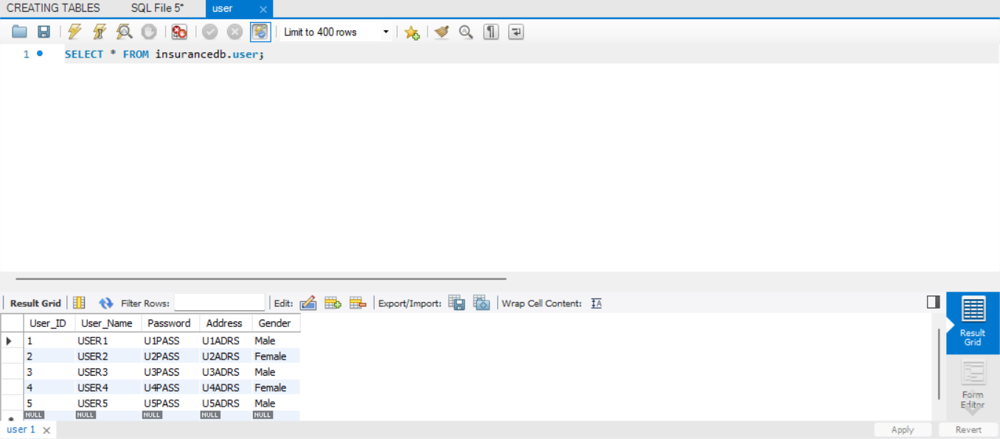 CREATING TABLES SQL File 5* user
Limit to 400 rows
1 SELECT * FROM insurancedb.user;
Result Grid Filter Rows: Edit: Export/Import: Wrap Cell Content:
User_ID User_Name Password Address Gender
1 USER1 U1PASS U1ADRS Male
2 USER2 U2PASS U2ADRS Female
3 USER3 U3PASS U3ADRS Male
4 USER4 U4PASS U4ADRS Female
5 USER5 U5PASS U5ADRS Male
NULL NULL NULL NULL NULL
Result
Grid
Form
Editor
user 1 Apply Revert